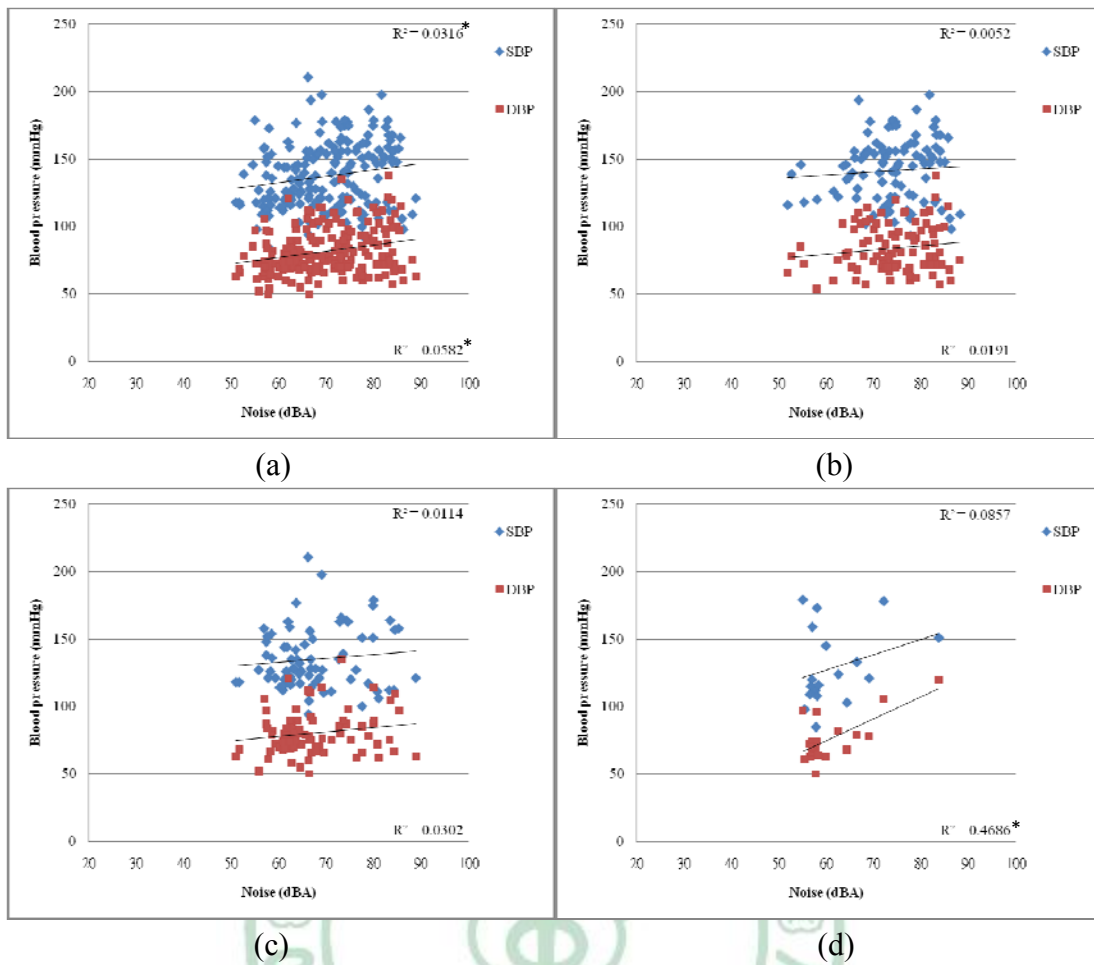 250
200
150
100
50
0
20 30 40 50 60 70 80 90 100
Blood pressure (mmHg)
Noise (dBA)
R² = 0.0316*
SBP
DBP
R² 0.0582*
(a)
250
200
150
100
50
0
20 30 40 50 60 70 80 90 100
Blood pressure (mmHg)
Noise (dBA)
R² = 0.0052
SBP
DBP
R² 0.0191
(b)
250
200
150
100
50
0
20 30 40 50 60 70 80 90 100
Blood pressure (mmHg)
Noise (dBA)
R² = 0.0114
SBP
DBP
R² 0.0302
(c)
250
200
150
100
50
0
20 30 40 50 60 70 80 90 100
Blood pressure (mmHg)
Noise (dBA)
R² = 0.0857
SBP
DBP
R² 0.4686*
(d)